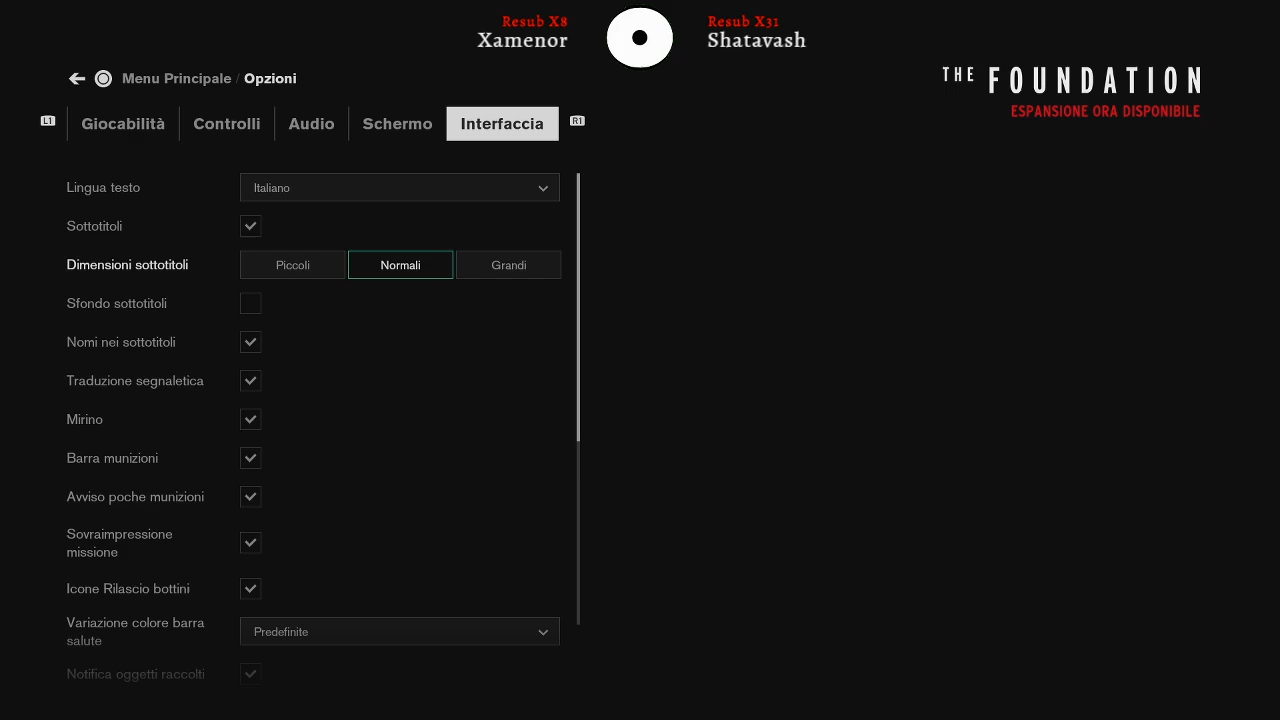 Resub X8
Xamenor
Resub X31
Shatavash
Menu Principale / Opzioni
THE FOUNDATION
ESPANSIONE ORA DISPONIBILE
L1 Giocabilità Controlli Audio Schermo Interfaccia R1
Lingua testo Italiano
Sottotitoli
Dimensioni sottotitoli Piccoli Normali Grandi
Sfondo sottotitoli
Nomi nei sottotitoli
Traduzione segnaletica
Mirino
Barra munizioni
Avviso poche munizioni
Sovraimpressione
missione
Icone Rilascio bottini
Variazione colore barra
salute
Predefinite
Notifica oggetti raccolti